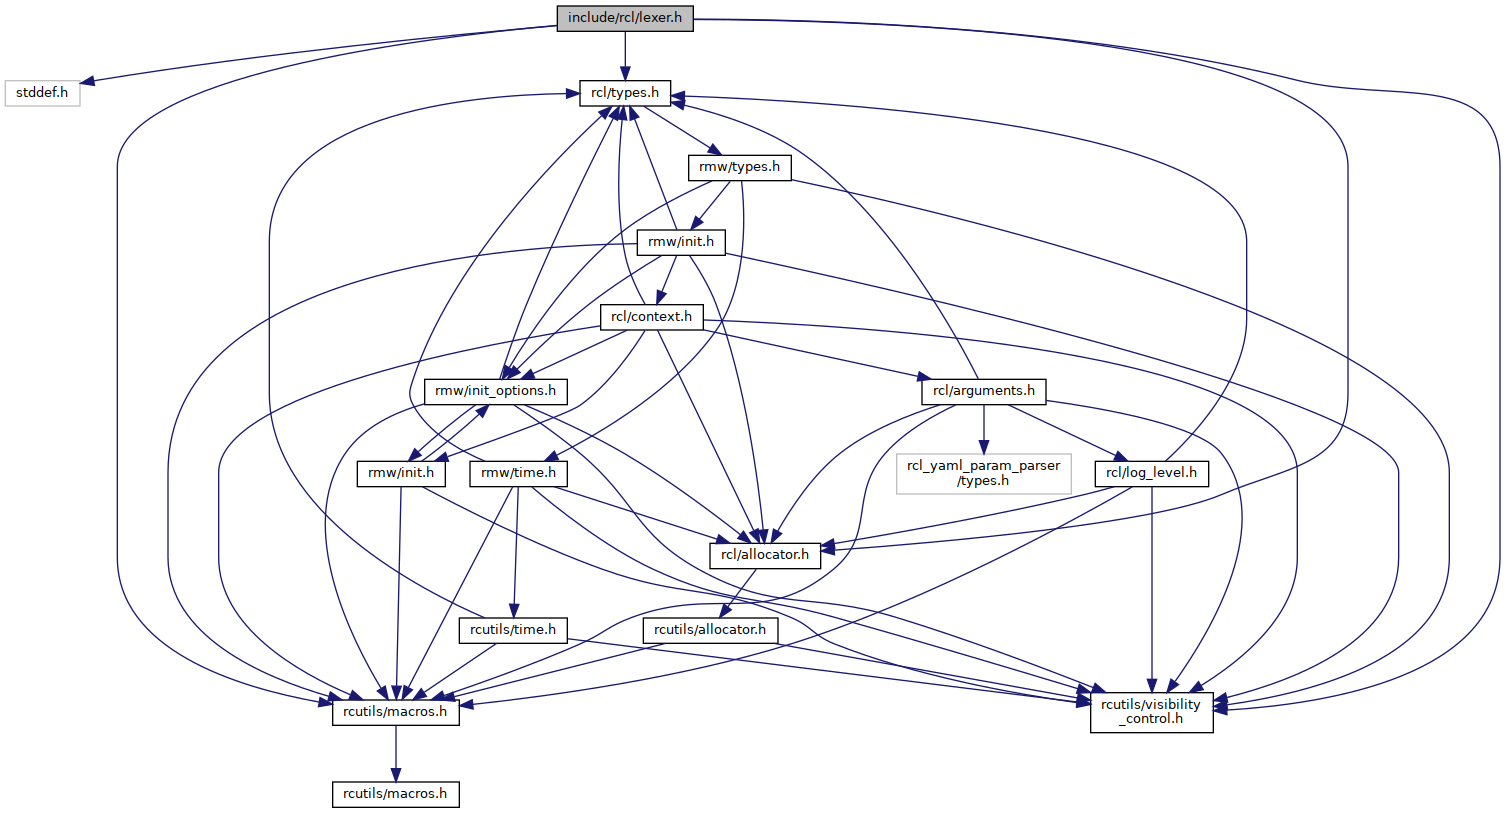 include/rcl/lexer.h
stddef.h
rcl/types.h
rmw/types.h
rmw/init.h
rcl/context.h
rmw/init_options.h
rcl/arguments.h
rmw/init.h
rmw/time.h
rcl_yaml_param_parser
/types.h
rcl/log_level.h
rcl/allocator.h
rcutils/time.h
rcutils/allocator.h
rcutils/macros.h
rcutils/visibility
_control.h
rcutils/macros.h